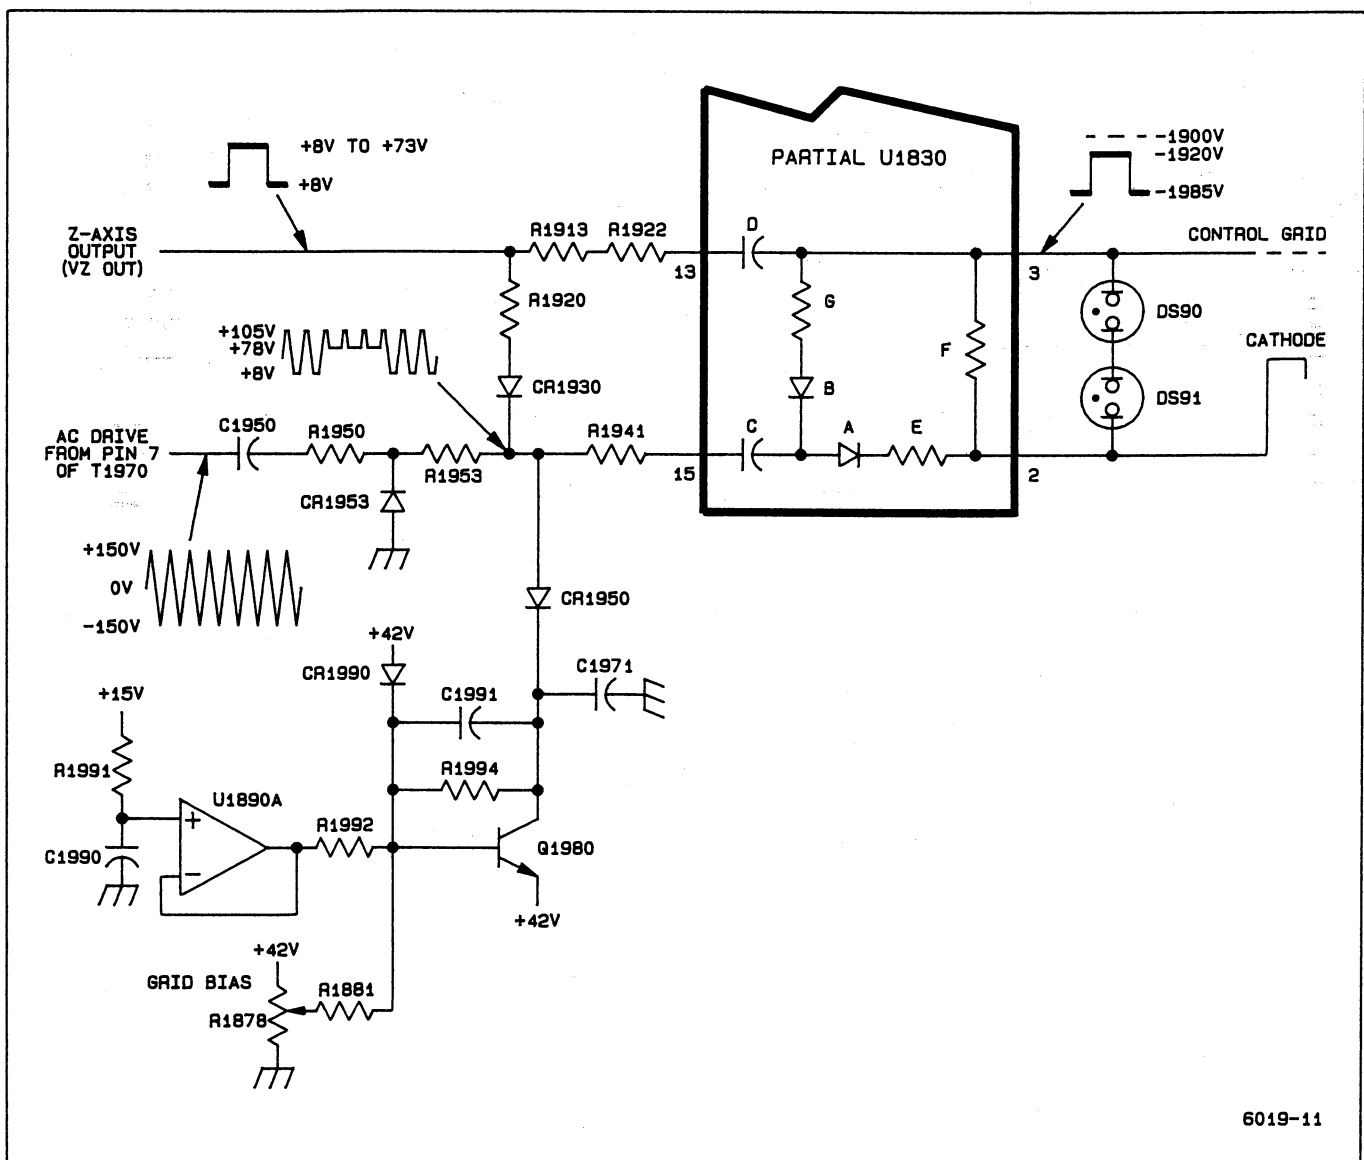 +8V TO +73V
+8V
Z-AXIS
OUTPUT
(VZ OUT)
R1913
R1922
13
PARTIAL U1830
D
-1900V
-1920V
-1985V
CONTROL GRID
3
R1920
G
F
DS90
+105V
+78V
+8V
CR1930
B
CATHODE
DS91
AC DRIVE
FROM PIN 7
OF T1970
C1950
R1950
R1953
R1941
15
C
A
E
2
CR1953
+150V
0V
-150V
CR1950
+42V
CR1990
C1991
C1971
+15V
R1991
R1994
U1890A
+
-
R1992
Q1980
C1990
+42V
+42V
GRID BIAS
R1878
R1881
6019-11